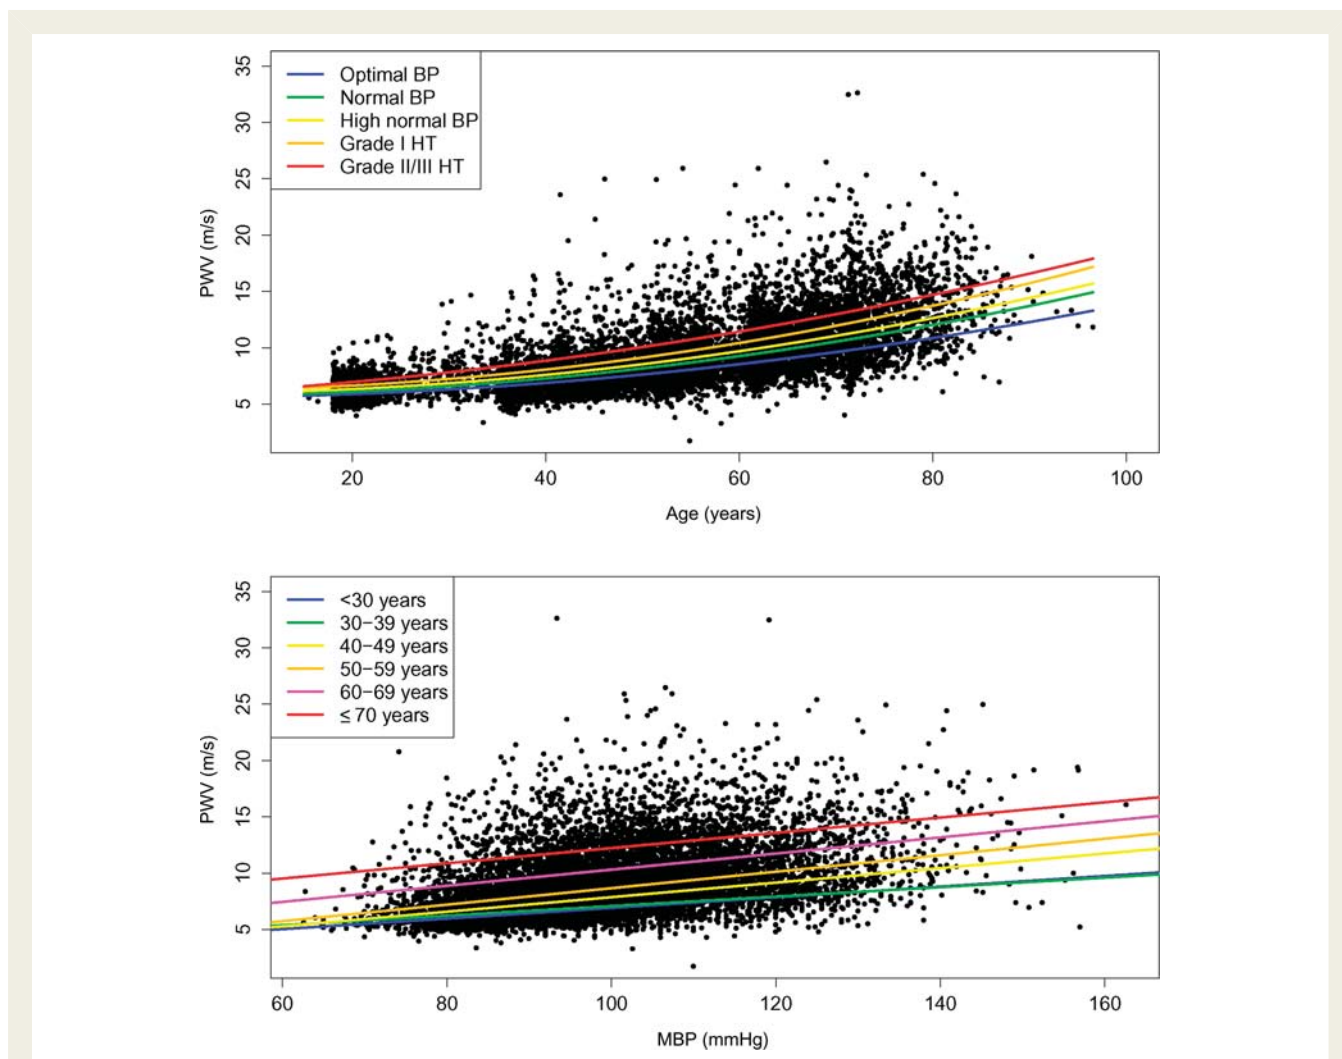 35
30
25
20
15
10
5
PWV (m/s)
Optimal BP
Normal BP
High normal BP
Grade I HT
Grade II/III HT
20 40 60 80 100
Age (years)
35
30
25
20
15
10
5
PWV (m/s)
<30 years
30−39 years
40−49 years
50−59 years
60−69 years
≤ 70 years
60 80 100 120 140 160
MBP (mmHg)